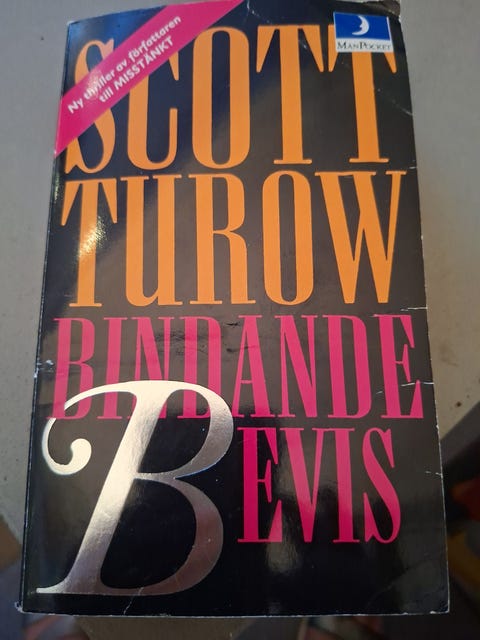 Ny thriller av författaren
till MISSTÄNKT
MANPOCKET
SCOTT
TUROW
BINDANDE
BEVIS